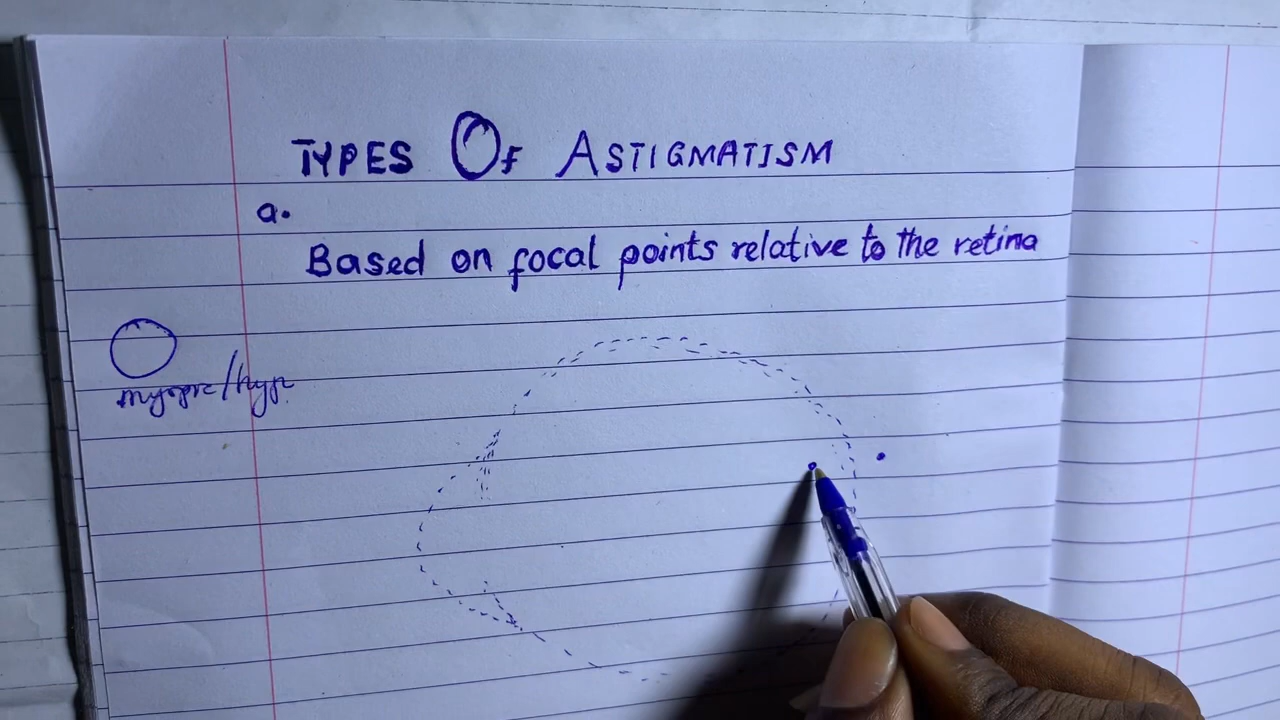 TYPES OF ASTIGMATISM
a.
Based on focal points relative to the retina